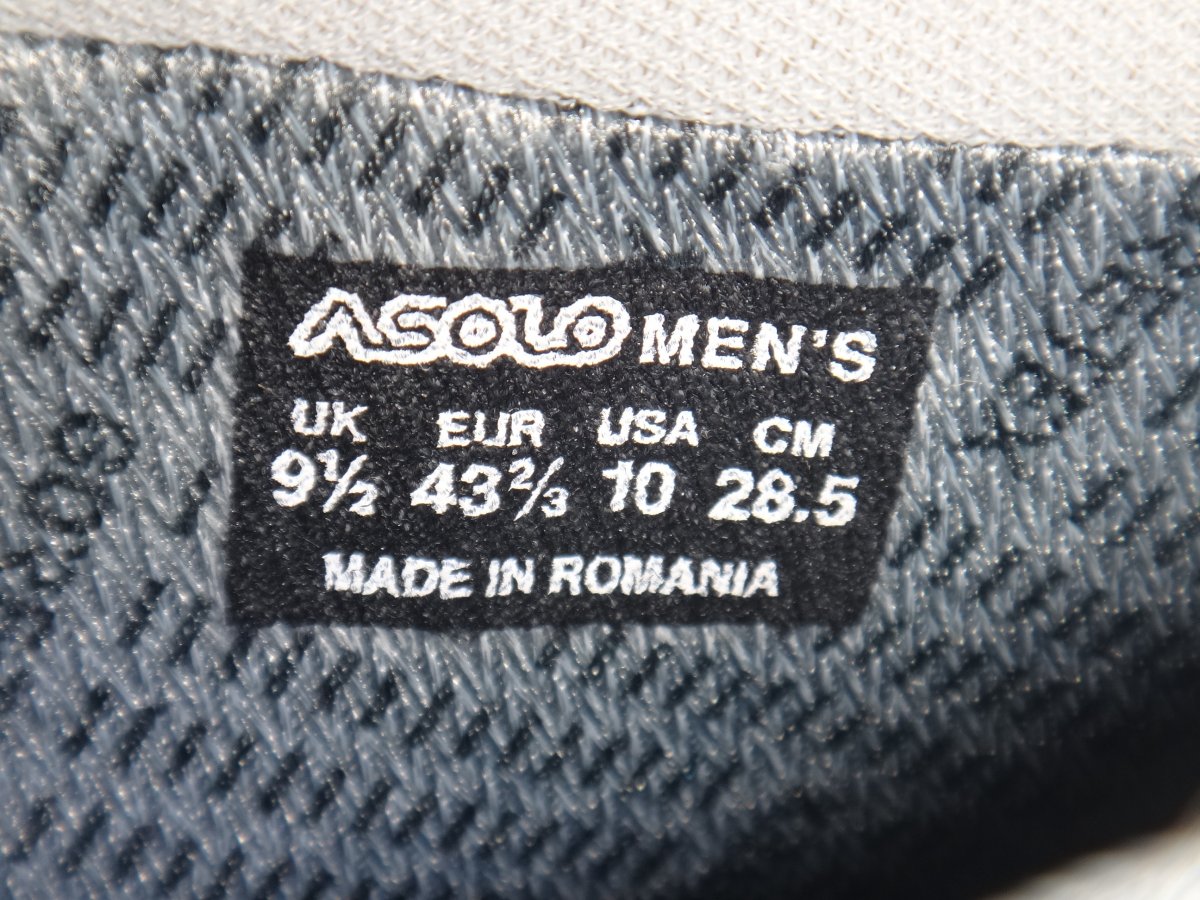 ASOLO MEN'S
UK EUR USA CM
9½ 43⅔ 10 28.5
MADE IN ROMANIA